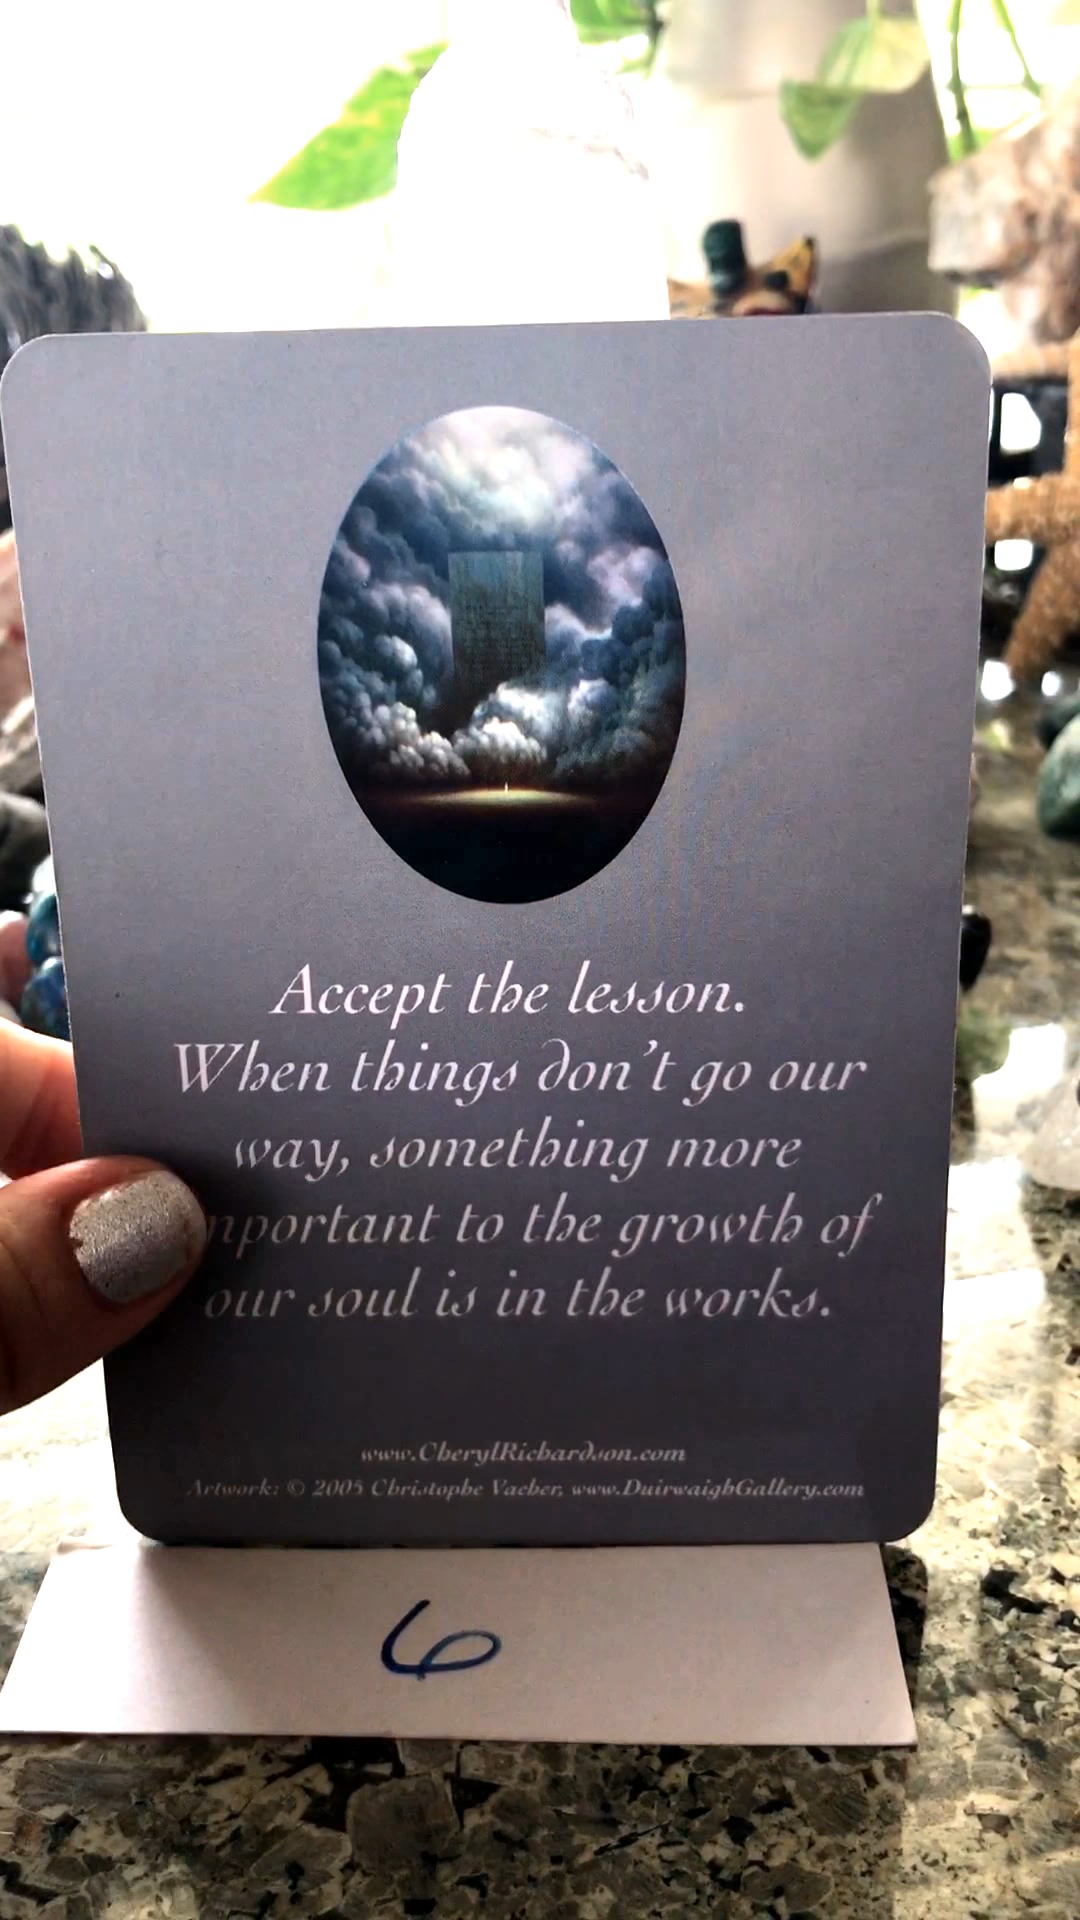 Accept the lesson.
When things don't go our
way, something more
mportant to the growth of
our soul is in the works.
www.CherylRichardson.com
Artwork: © 2005 Christophe Vacher, www.DuirwaighGallery.com
6